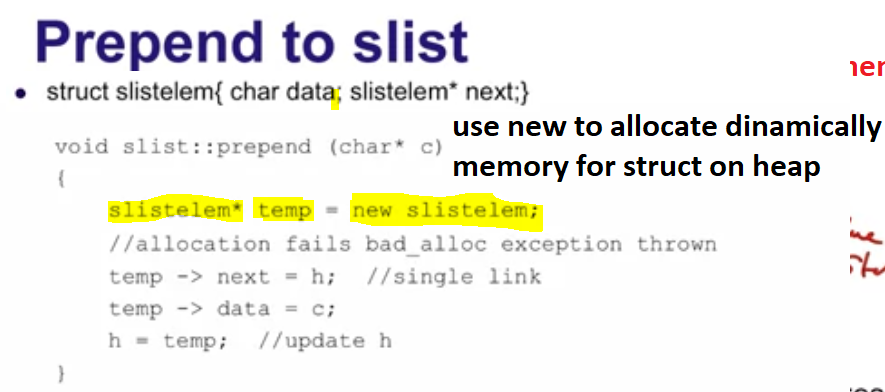 Prepend to slist
• struct slistelem{ char data; slistelem* next;}
use new to allocate dinamically
memory for struct on heap
void slist::prepend (char* c)
{
slistelem* temp = new slistelem;
//allocation fails bad_alloc exception thrown
temp -> next = h; //single link
temp -> data = c;
h = temp; //update h
}